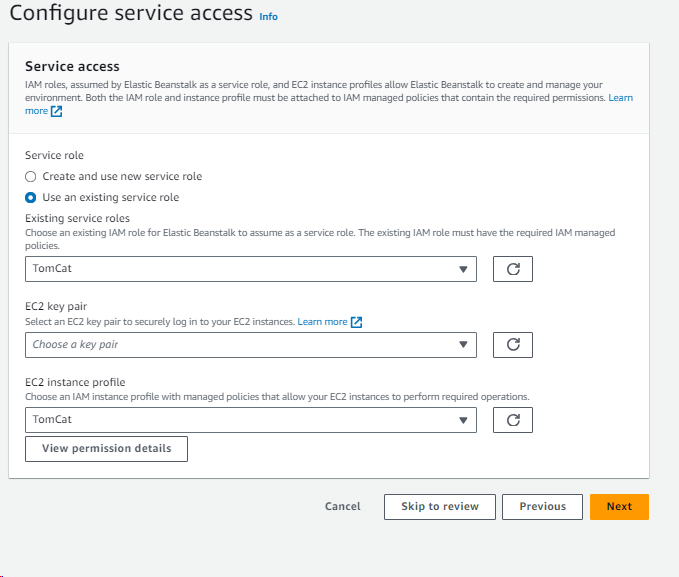 Configure service access Info
Service access
IAM roles, assumed by Elastic Beanstalk as a service role, and EC2 instance profiles allow Elastic Beanstalk to create and manage your
environment. Both the IAM role and instance profile must be attached to IAM managed policies that contain the required permissions. Learn
more
Service role
Create and use new service role
Use an existing service role
Existing service roles
Choose an existing IAM role for Elastic Beanstalk to assume as a service role. The existing IAM role must have the required IAM managed
policies.
TomCat
EC2 key pair
Select an EC2 key pair to securely log in to your EC2 instances. Learn more
Choose a key pair
EC2 instance profile
Choose an IAM instance profile with managed policies that allow your EC2 instances to perform required operations.
TomCat
View permission details
Cancel Skip to review Previous Next